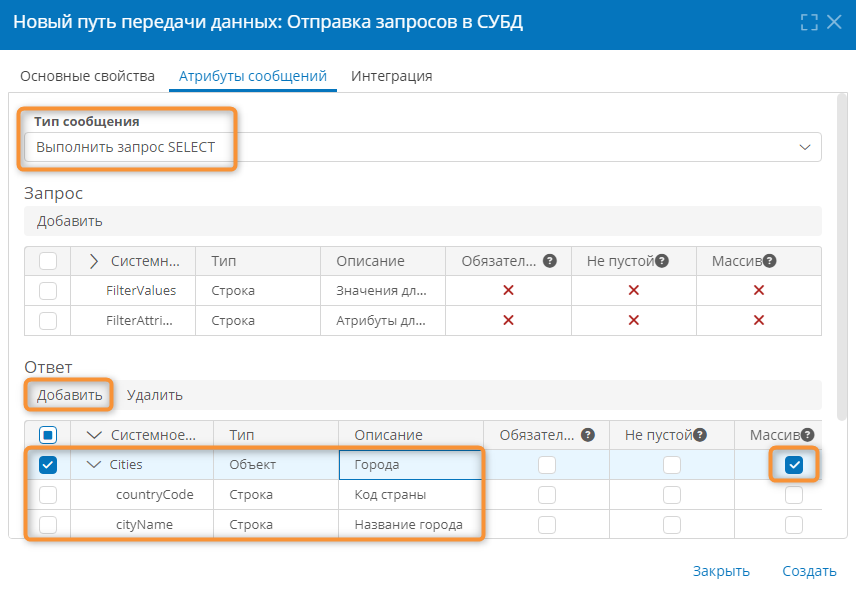 Новый путь передачи данных: Отправка запросов в СУБД
Основные свойства Атрибуты сообщений Интеграция
Тип сообщения
Выполнить запрос SELECT
Запрос
Добавить
Системн... Тип Описание Обязател... ? Не пустой ? Массив ?
FilterValues Строка Значения дл...
FilterAttri... Строка Атрибуты дл...
Ответ
Добавить Удалить
Системное... Тип Описание Обязател... ? Не пустой ? Массив ?
Cities Объект Города
countryCode Строка Код страны
cityName Строка Название города
Закрыть Создать